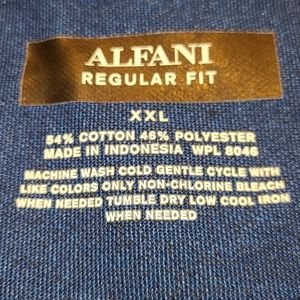 ALFANI
REGULAR FIT
XXL
54% COTTON 46% POLYESTER
MADE IN INDONESIA WPL 8046
MACHINE WASH COLD GENTLE CYCLE WITH
LIKE COLORS ONLY NON-CHLORINE BLEACH
WHEN NEEDED TUMBLE DRY LOW COOL IRON
WHEN NEEDED